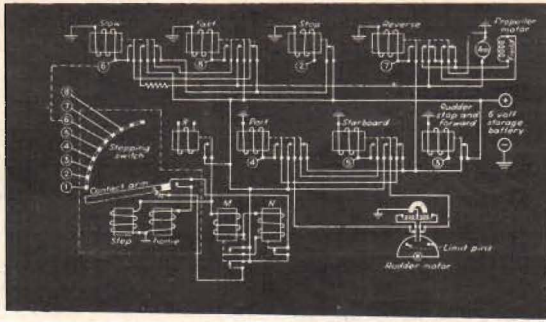 Slow
Fast
Stop
Reverse
Propeller motor
Arm
6
8
2
7
8
7
6
5
4
3
2
1
Stepping switch
Contact arm
Step
home
R
Port
4
Starboard
5
Rudder stop and forward
3
+
6 volt storage battery
−
M
N
Limit pins
Rudder motor